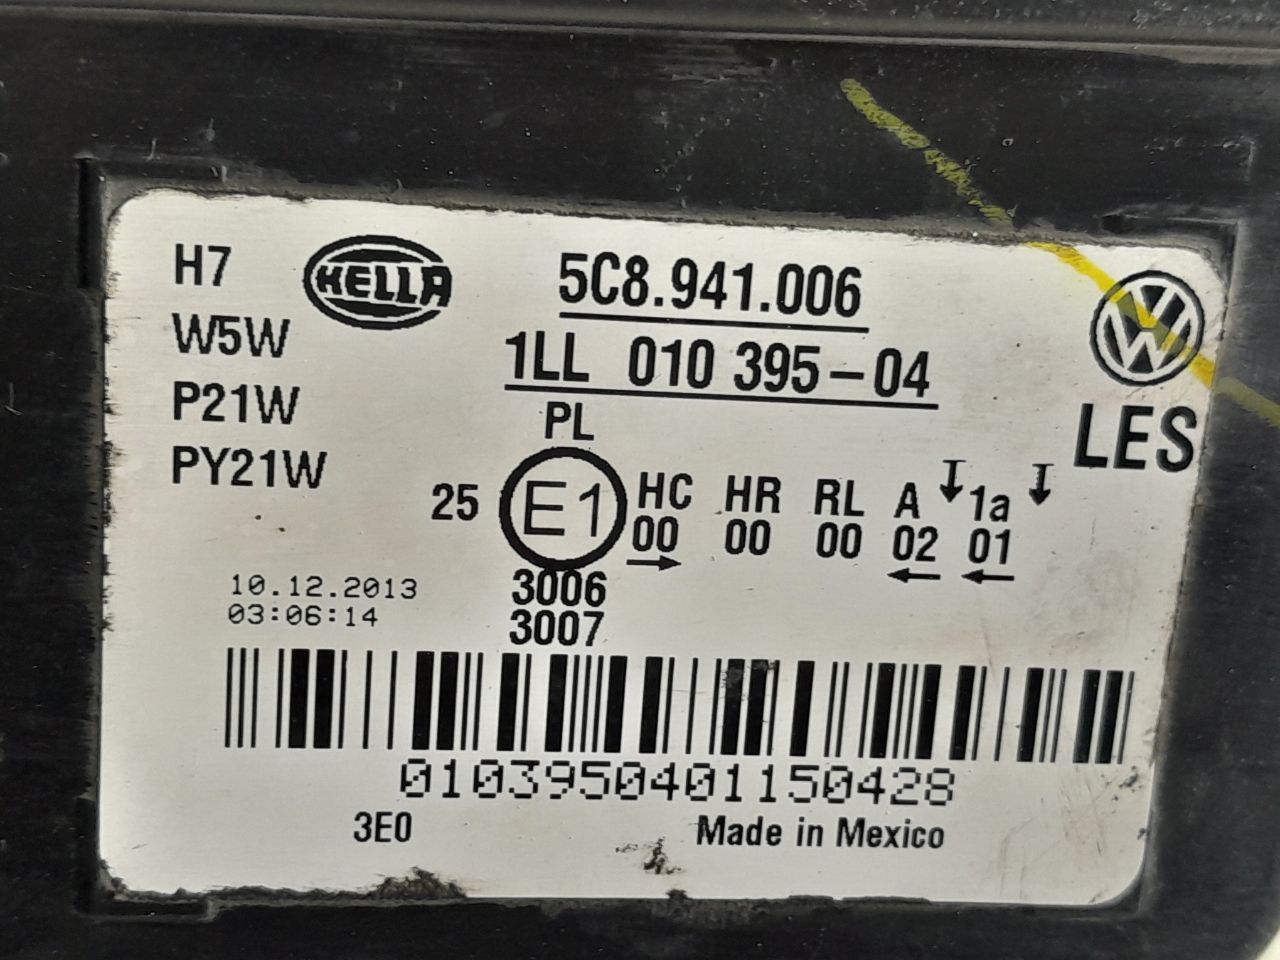 H7
HELLA
5C8.941.006
W5W
1LL 010 395-04
P21W
PL
LES
PY21W
25 E1 HC HR RL A 1a
00 00 00 02 01
3006
3007
10.12.2013
03:06:14
0103950401150428
3E0
Made in Mexico